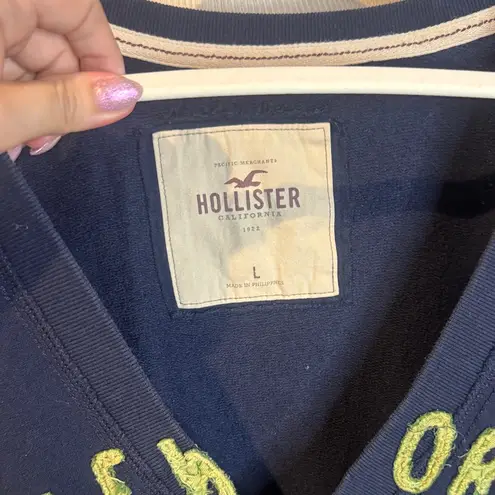 PACIFIC MERCHANTS
HOLLISTER
CALIFORNIA
1922
L
MADE IN PHILIPPINES